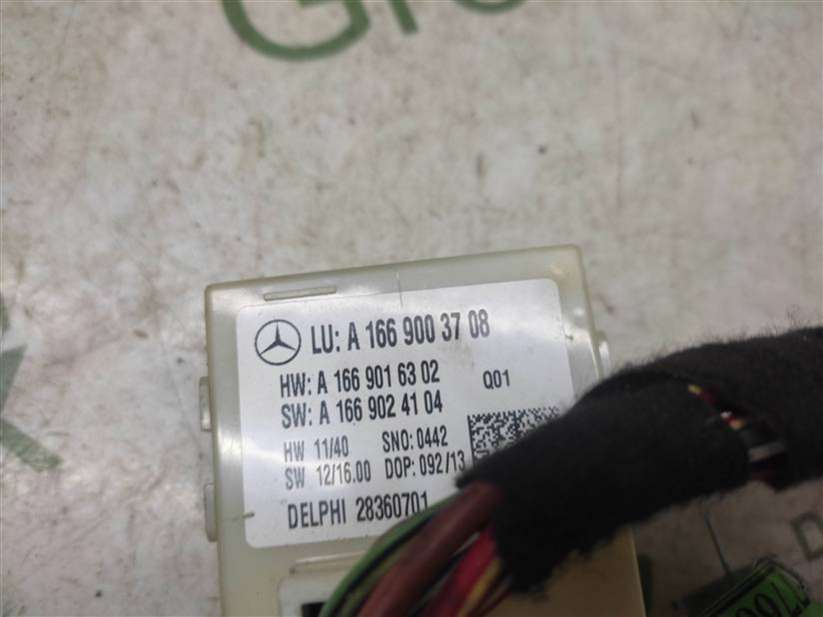 LU: A 166 900 37 08
HW: A 166 901 63 02
Q01
SW: A 166 902 41 04
HW 11/40 SNO: 0442
SW 12/16.00 DOP: 092/13
DELPHI 28360701